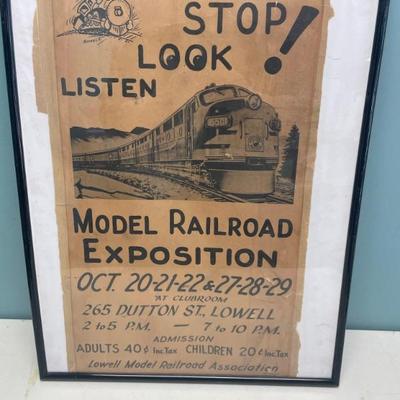 STOP
LOOK!
LISTEN
MODEL RAILROAD
EXPOSITION
OCT. 20-21-22 & 27-28-29
AT CLUBROOM
265 DUTTON ST., LOWELL
2 to 5 P.M. — 7 to 10 P.M.
ADMISSION
ADULTS 40¢ Inc. Tax CHILDREN 20¢ Inc. Tax
Lowell Model Railroad Association